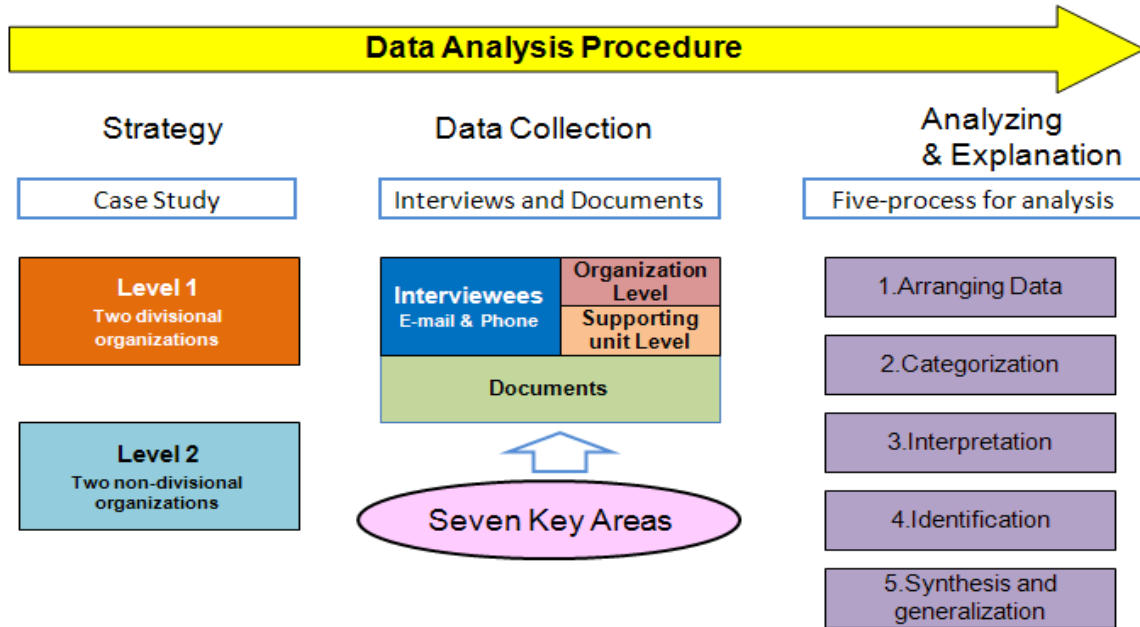 Data Analysis Procedure
Strategy
Case Study
Level 1
Two divisional
organizations
Level 2
Two non-divisional
organizations
Data Collection
Interviews and Documents
Interviewees
E-mail & Phone
Organization
Level
Supporting
unit Level
Documents
Seven Key Areas
Analyzing
& Explanation
Five-process for analysis
1.Arranging Data
2.Categorization
3.Interpretation
4.Identification
5.Synthesis and
generalization